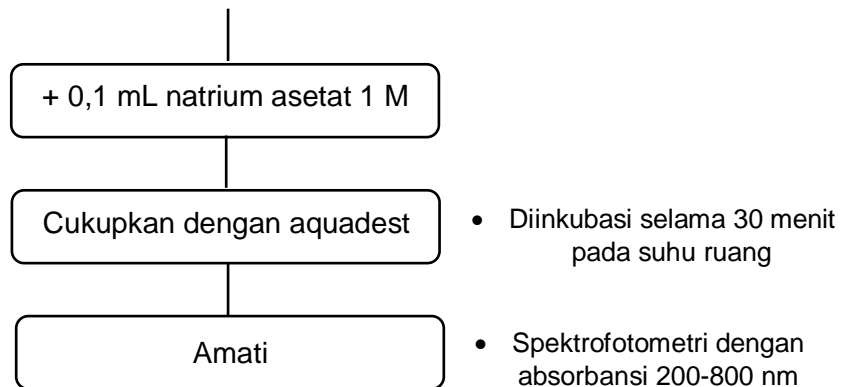 + 0,1 mL natrium asetat 1 M
Cukupkan dengan aquadest
• Diinkubasi selama 30 menit
pada suhu ruang
Amati
• Spektrofotometri dengan
absorbansi 200-800 nm